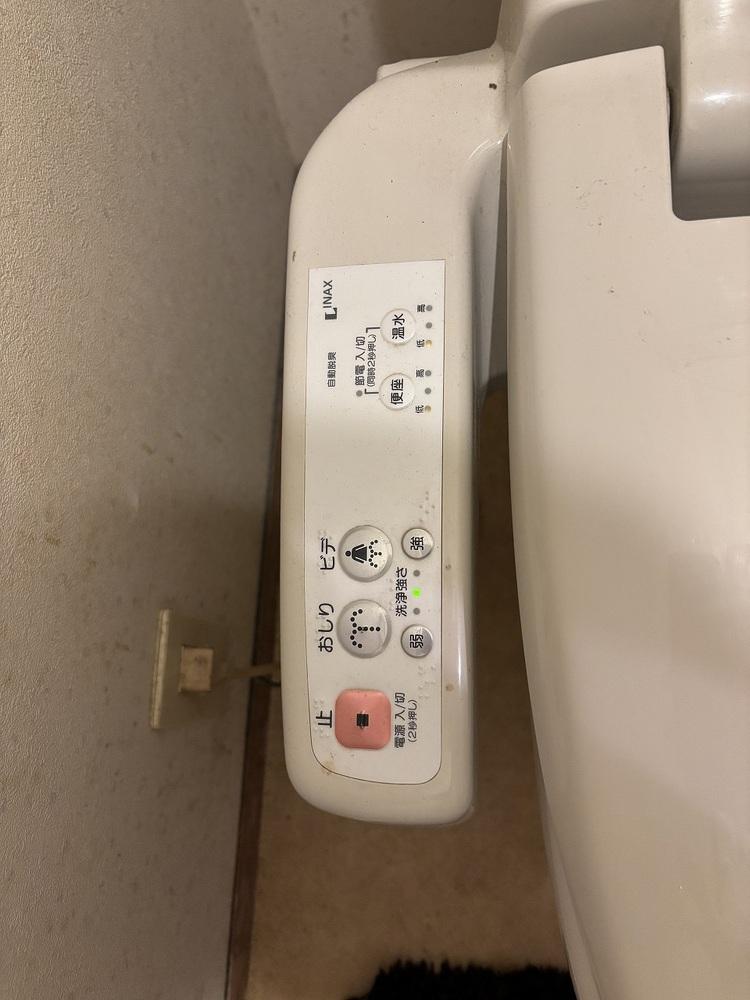 止
電源 入/切
(2秒押し)
おしり
ビデ
弱
洗浄強さ
強
自動脱臭
節電 入/切
(同時2秒押し)
便座
低
高
温水
低
高
INAX